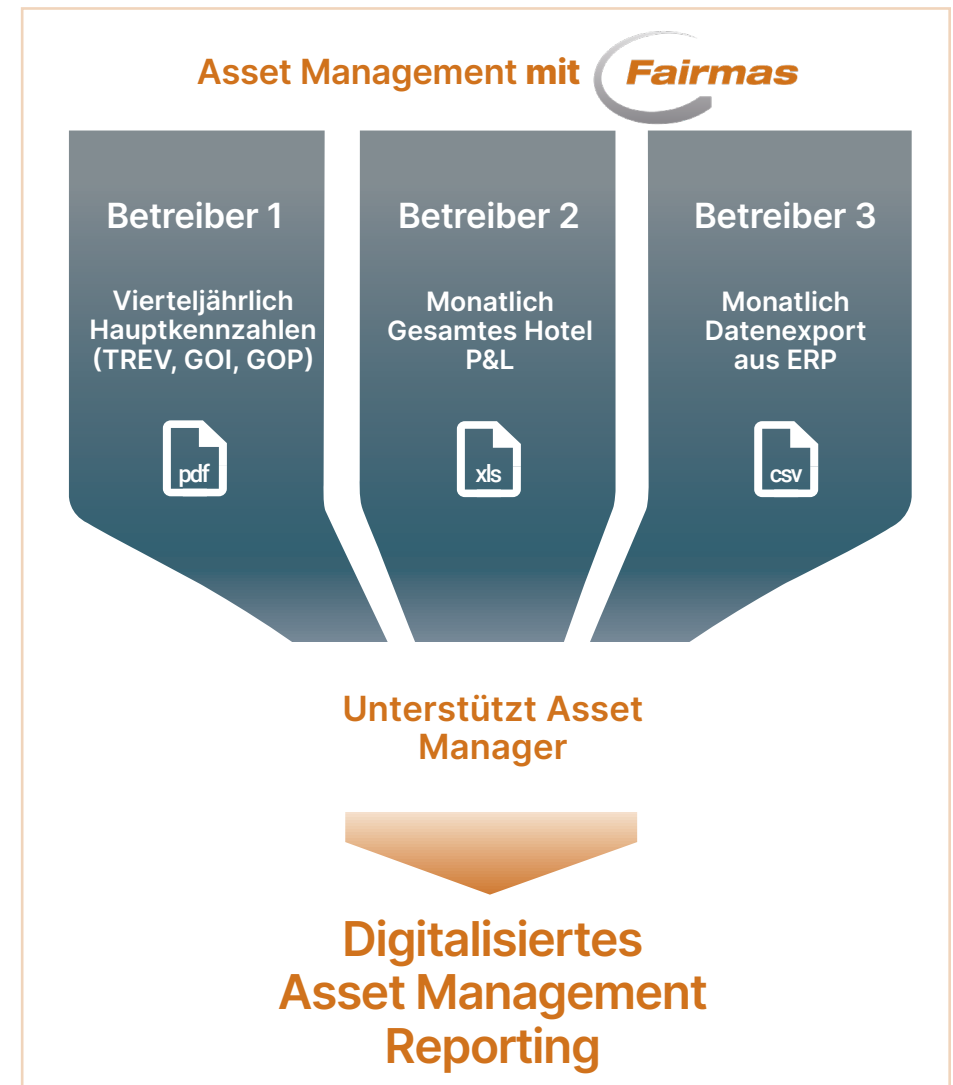 Asset Management mit Fairmas
Betreiber 1
Vierteljährlich
Hauptkennzahlen
(TREV, GOI, GOP)
pdf
Betreiber 2
Monatlich
Gesamtes Hotel
P&L
xls
Betreiber 3
Monatlich
Datenexport
aus ERP
csv
Unterstützt Asset
Manager
Digitalisiertes
Asset Management
Reporting